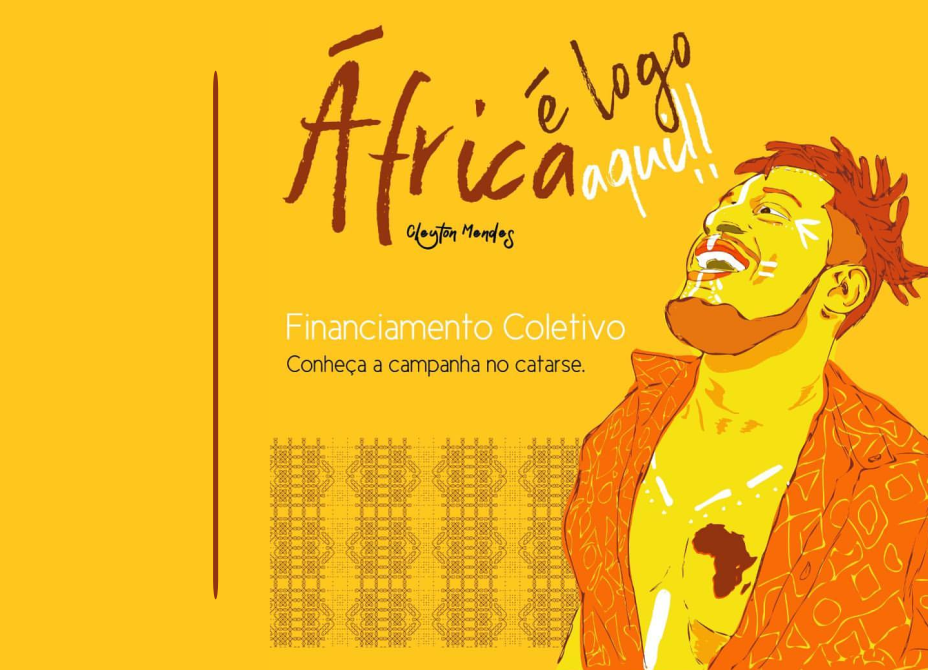 África é logo
aqui!!
Cleyton Mendes
Financiamento Coletivo
Conheça a campanha no catarse.